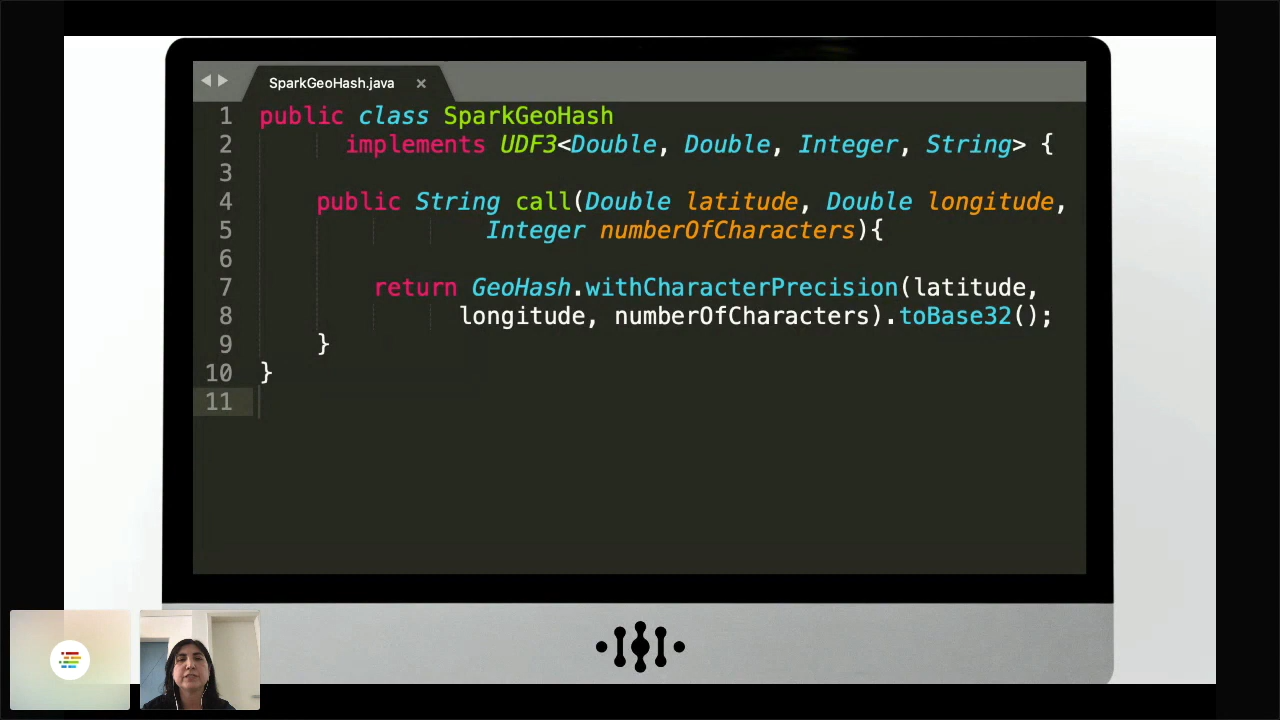 SparkGeoHash.java ×
1 public class SparkGeoHash
2 implements UDF3<Double, Double, Integer, String> {
3
4 public String call(Double latitude, Double longitude,
5 Integer numberOfCharacters){
6
7 return GeoHash.withCharacterPrecision(latitude,
8 longitude, numberOfCharacters).toBase32();
9 }
10 }
11